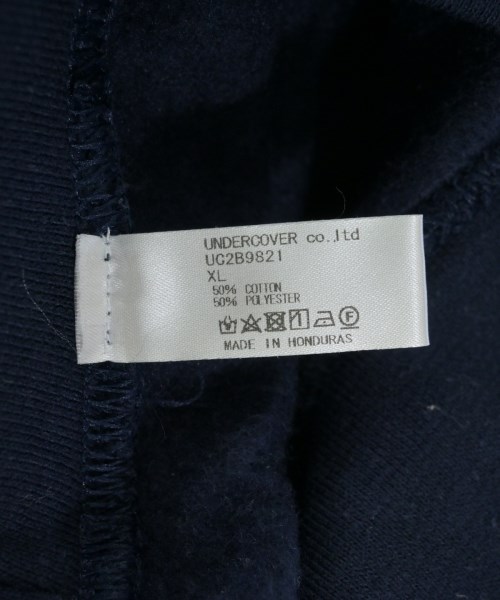 UNDERCOVER co.,ltd
UC2B9821
XL
50% COTTON
50% POLYESTER
MADE IN HONDURAS